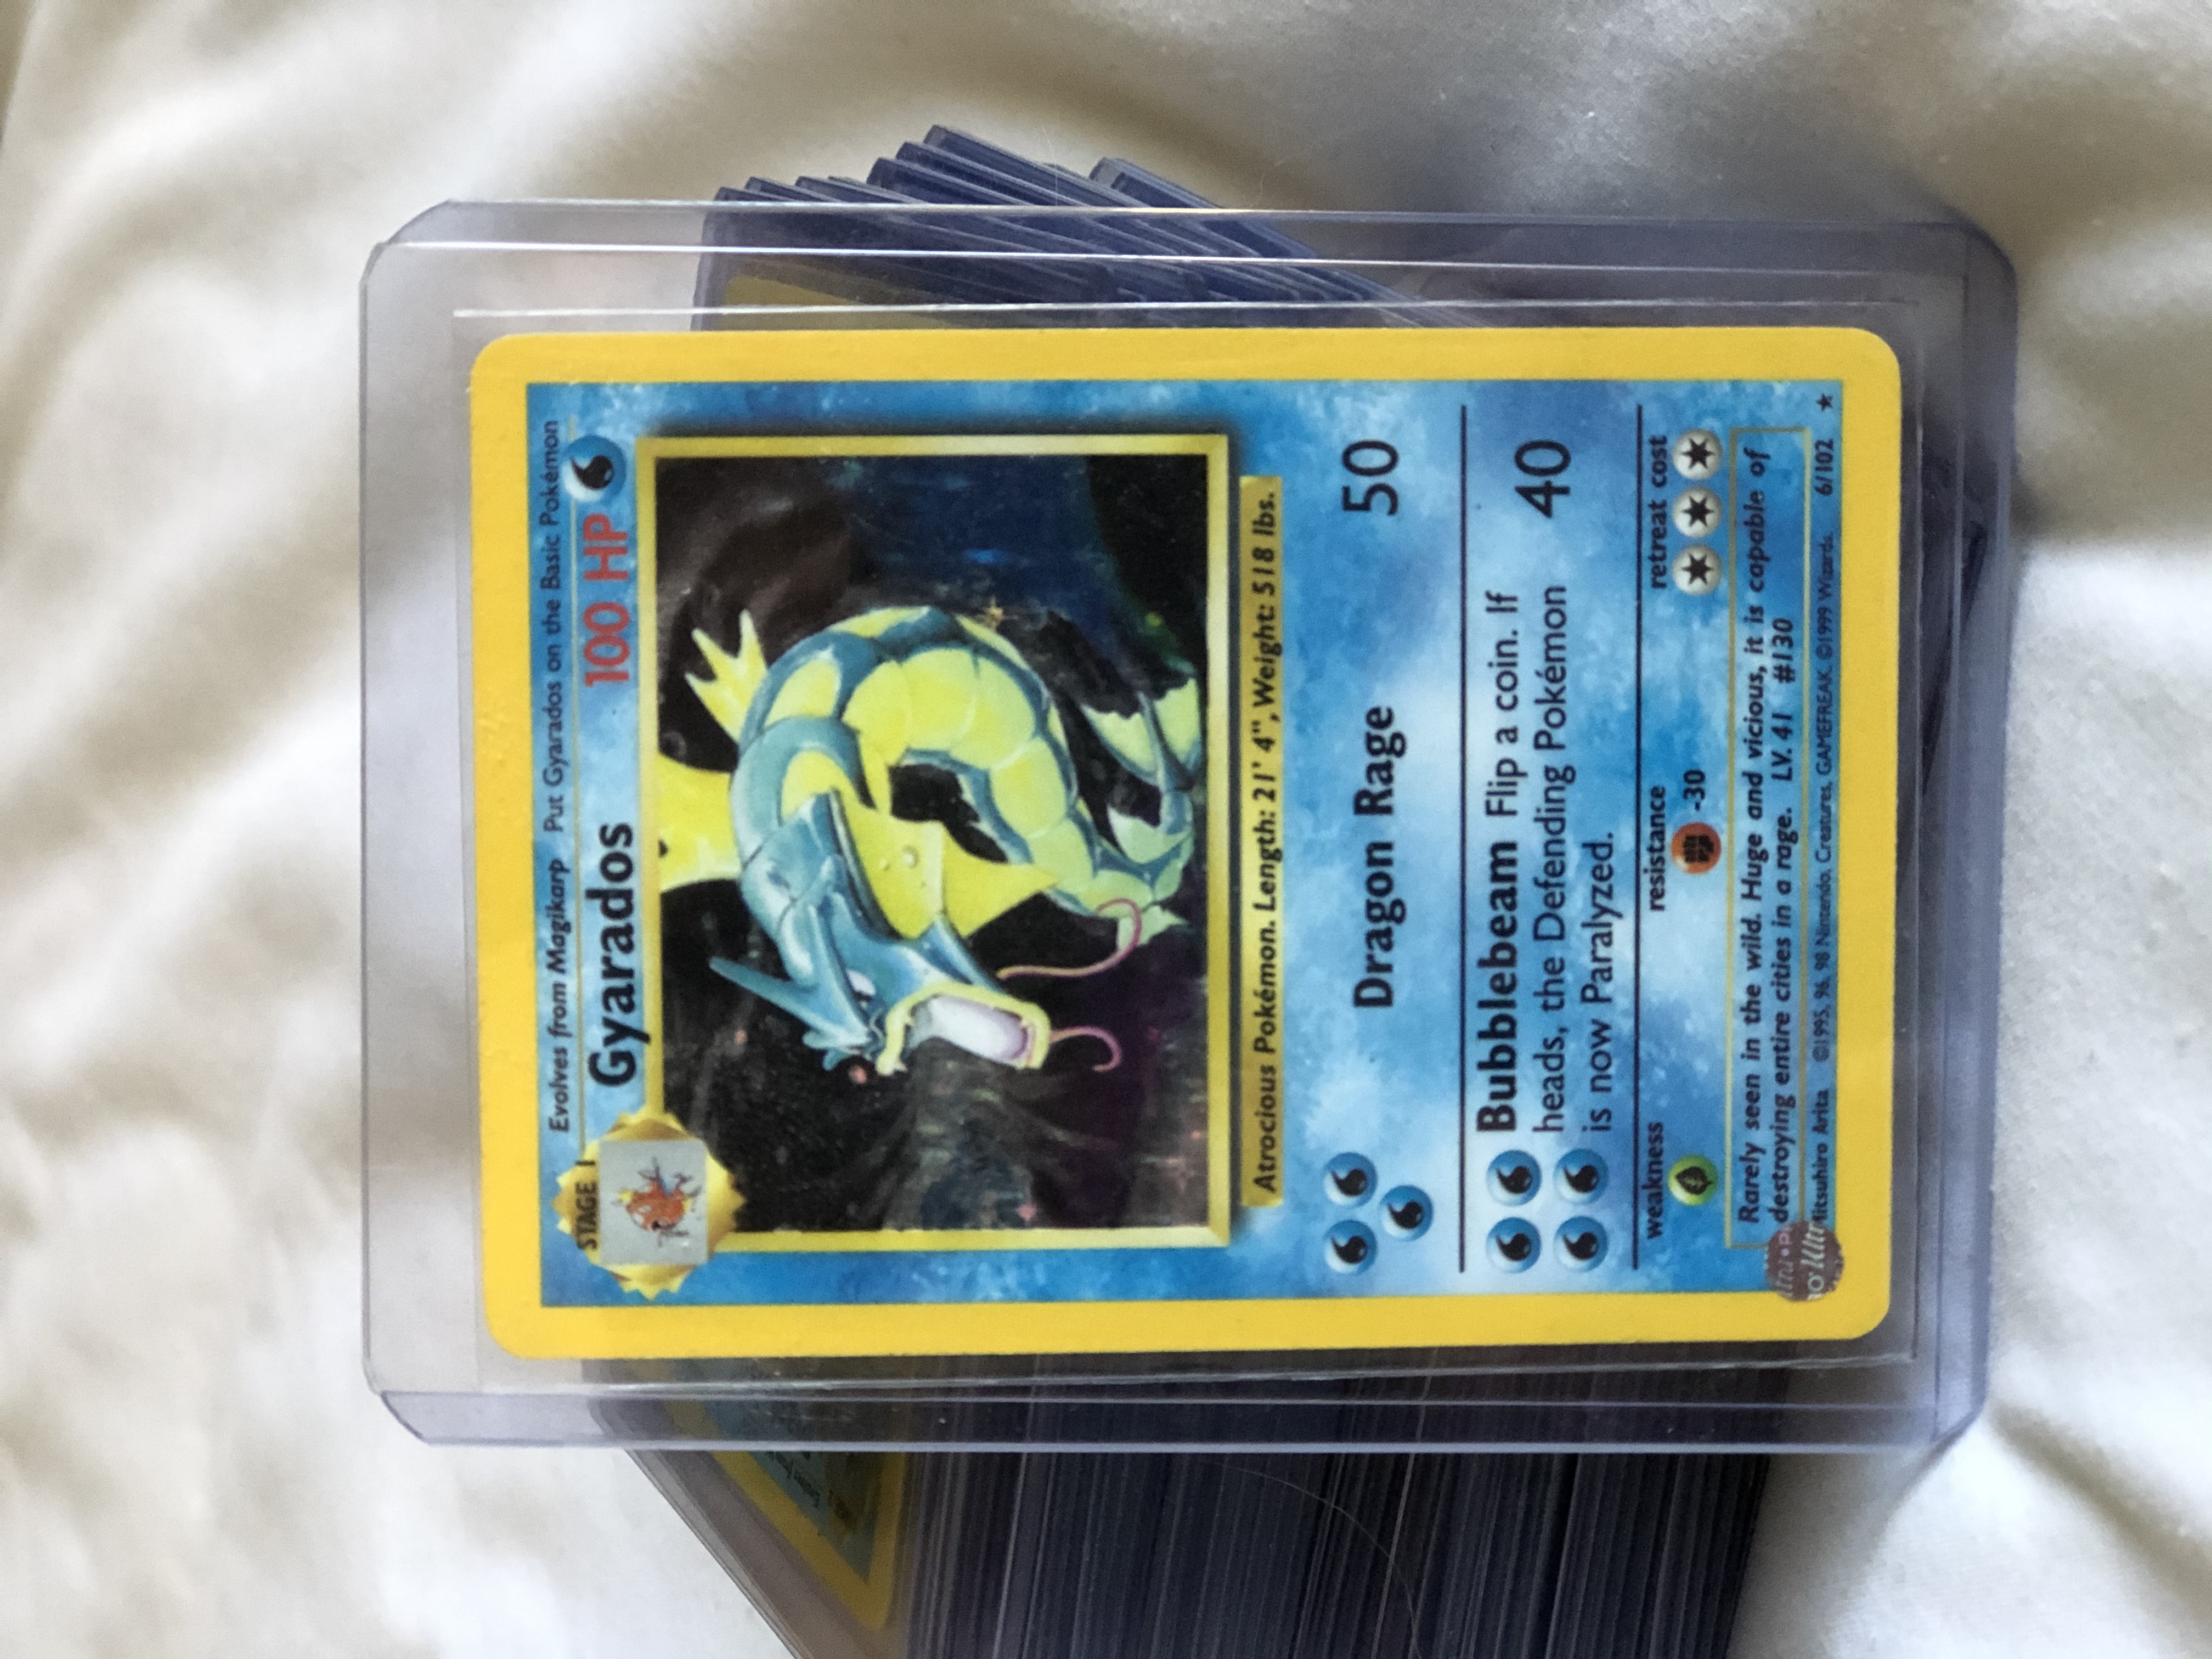 Evolves from Magikarp Put Gyarados on the Basic Pokémon
STAGE 1
Gyarados 100 HP
Atrocious Pokémon. Length: 21' 4", Weight: 518 lbs.
Dragon Rage 50
Bubblebeam Flip a coin. If
heads, the Defending Pokémon
is now Paralyzed.
40
weakness resistance retreat cost
-30
Rarely seen in the wild. Huge and vicious, it is capable of
destroying entire cities in a rage. LV. 41 #130
Mitsuhiro Arita ©1995, 96, 98 Nintendo, Creatures, GAMEFREAK. ©1999 Wizards. 6/102